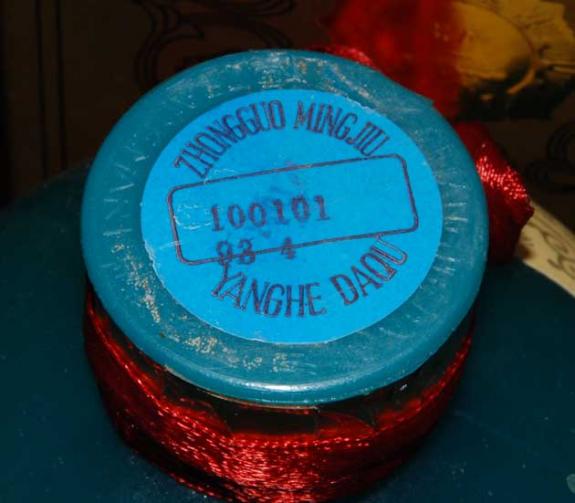 ZHONGGUO MINGJIU
100101
93 4
YANGHE DAQU